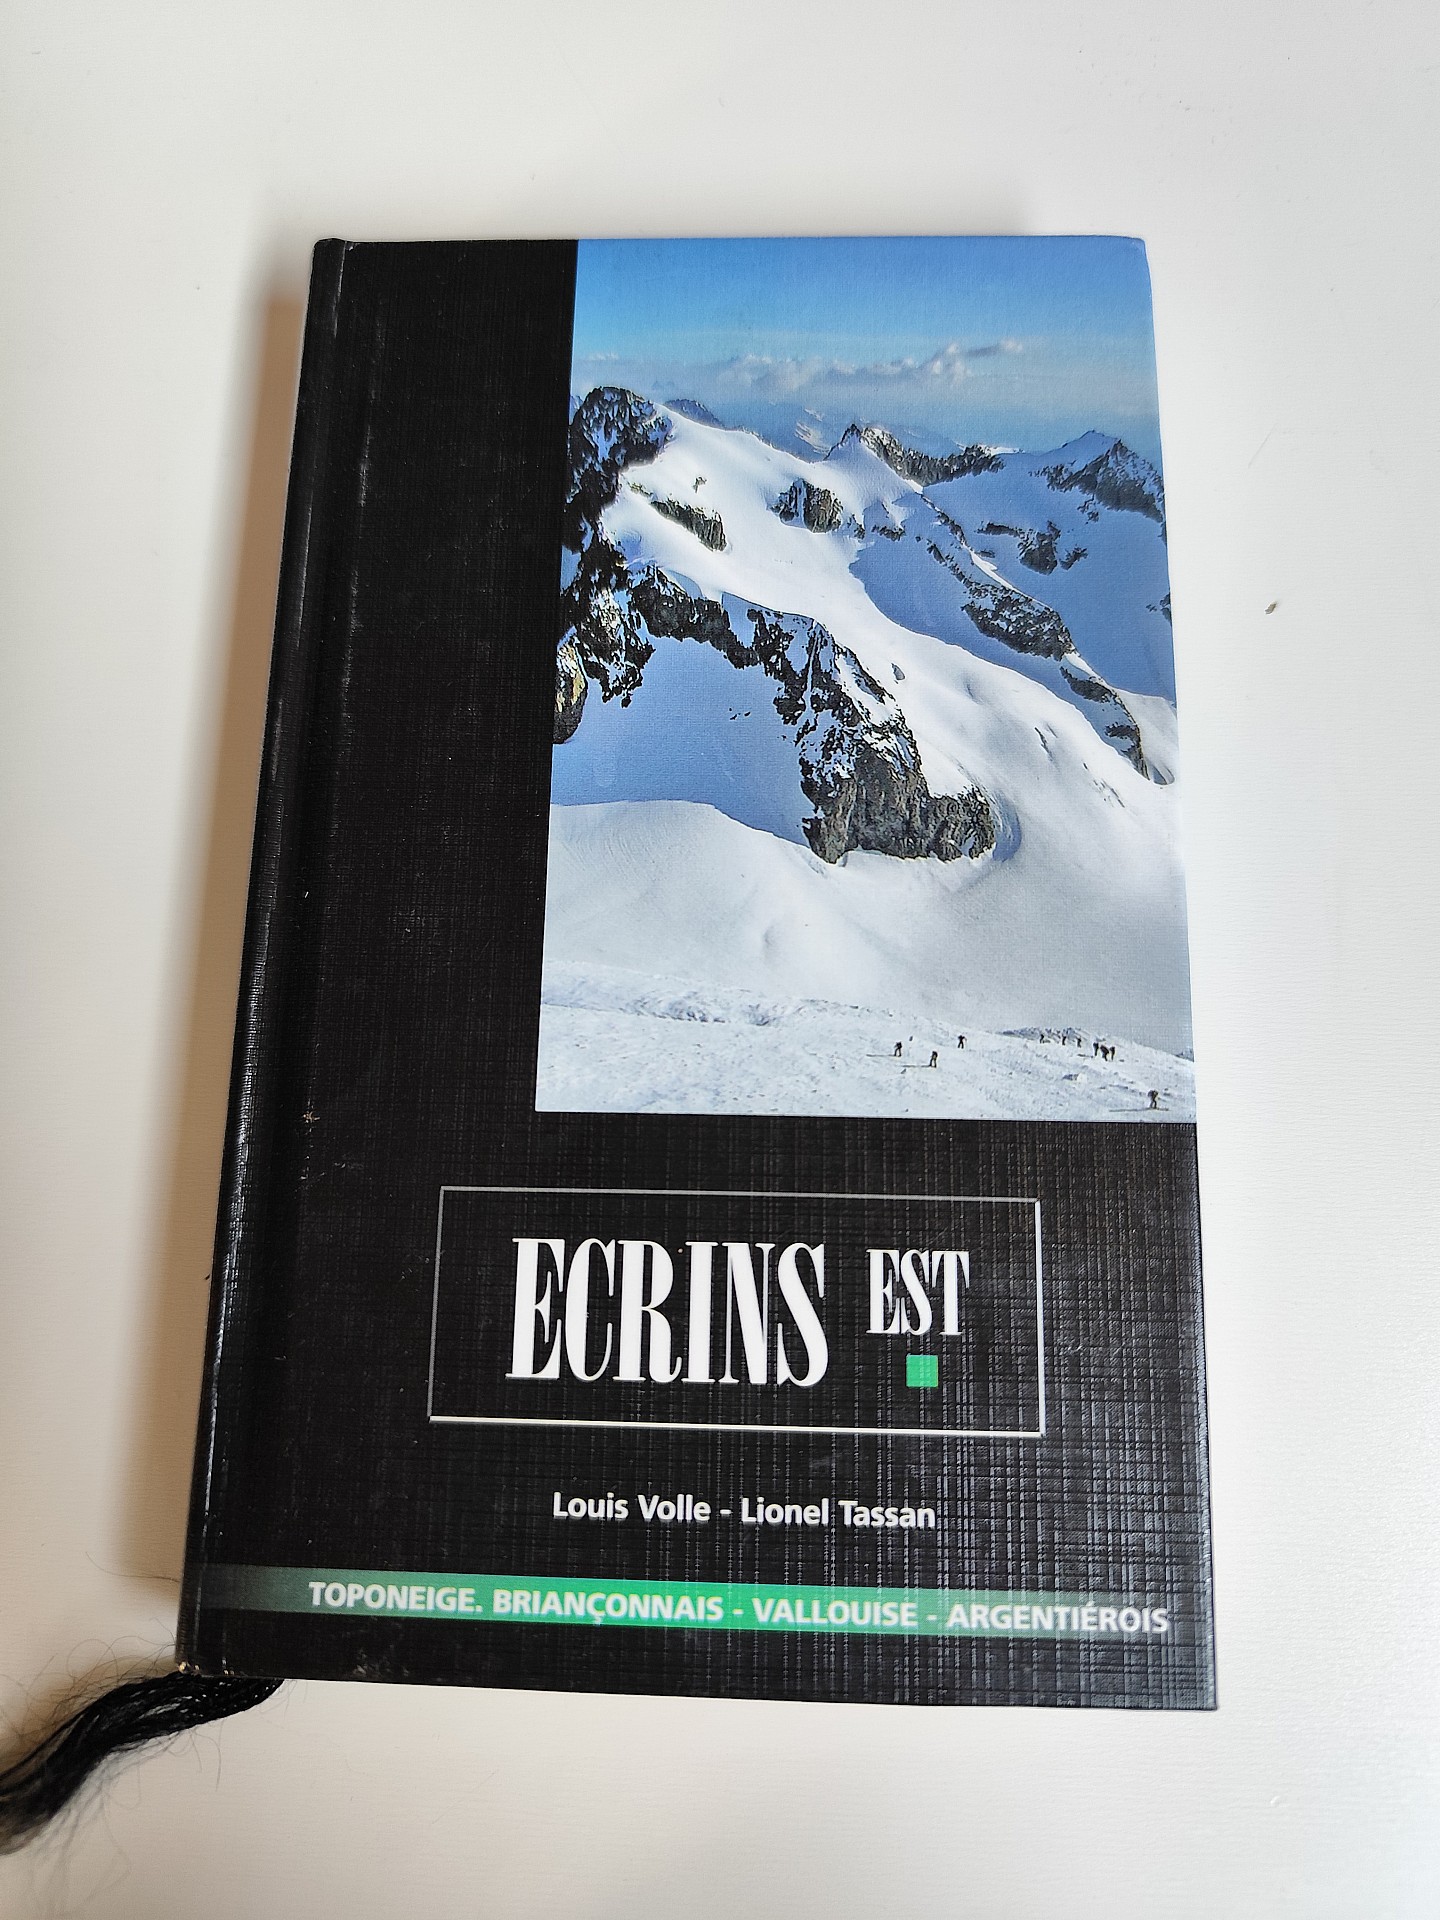 ECRINS EST
Louis Volle - Lionel Tassan
TOPONEIGE. BRIANÇONNAIS - VALLOUISE - ARGENTIÉROIS